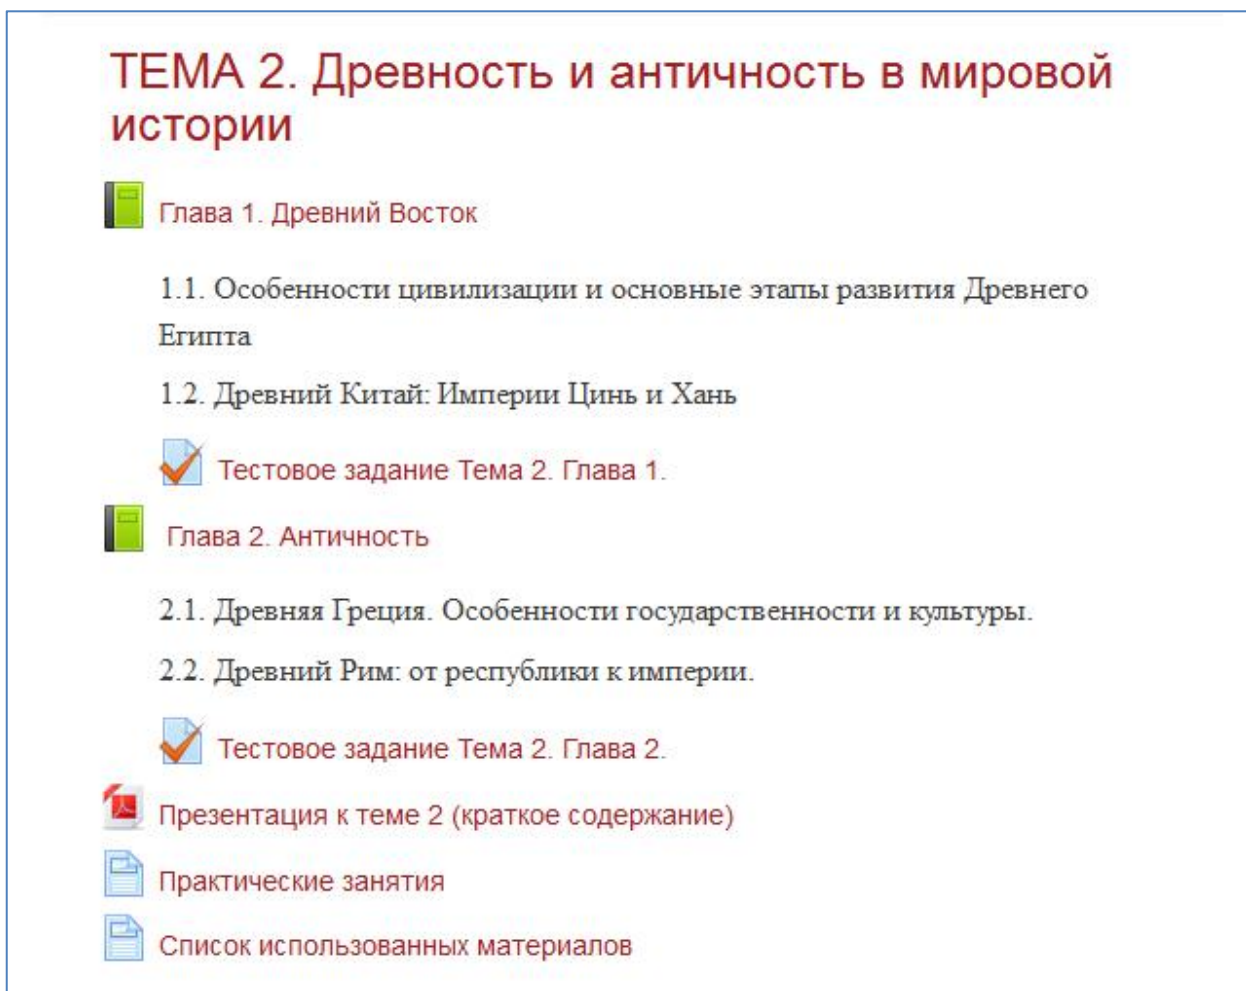 ТЕМА 2. Древность и античность в мировой
истории
Глава 1. Древний Восток
1.1. Особенности цивилизации и основные этапы развития Древнего
Египта
1.2. Древний Китай: Империи Цинь и Хань
Тестовое задание Тема 2. Глава 1.
Глава 2. Античность
2.1. Древняя Греция. Особенности государственности и культуры.
2.2. Древний Рим: от республики к империи.
Тестовое задание Тема 2. Глава 2.
Презентация к теме 2 (краткое содержание)
Практические занятия
Список использованных материалов